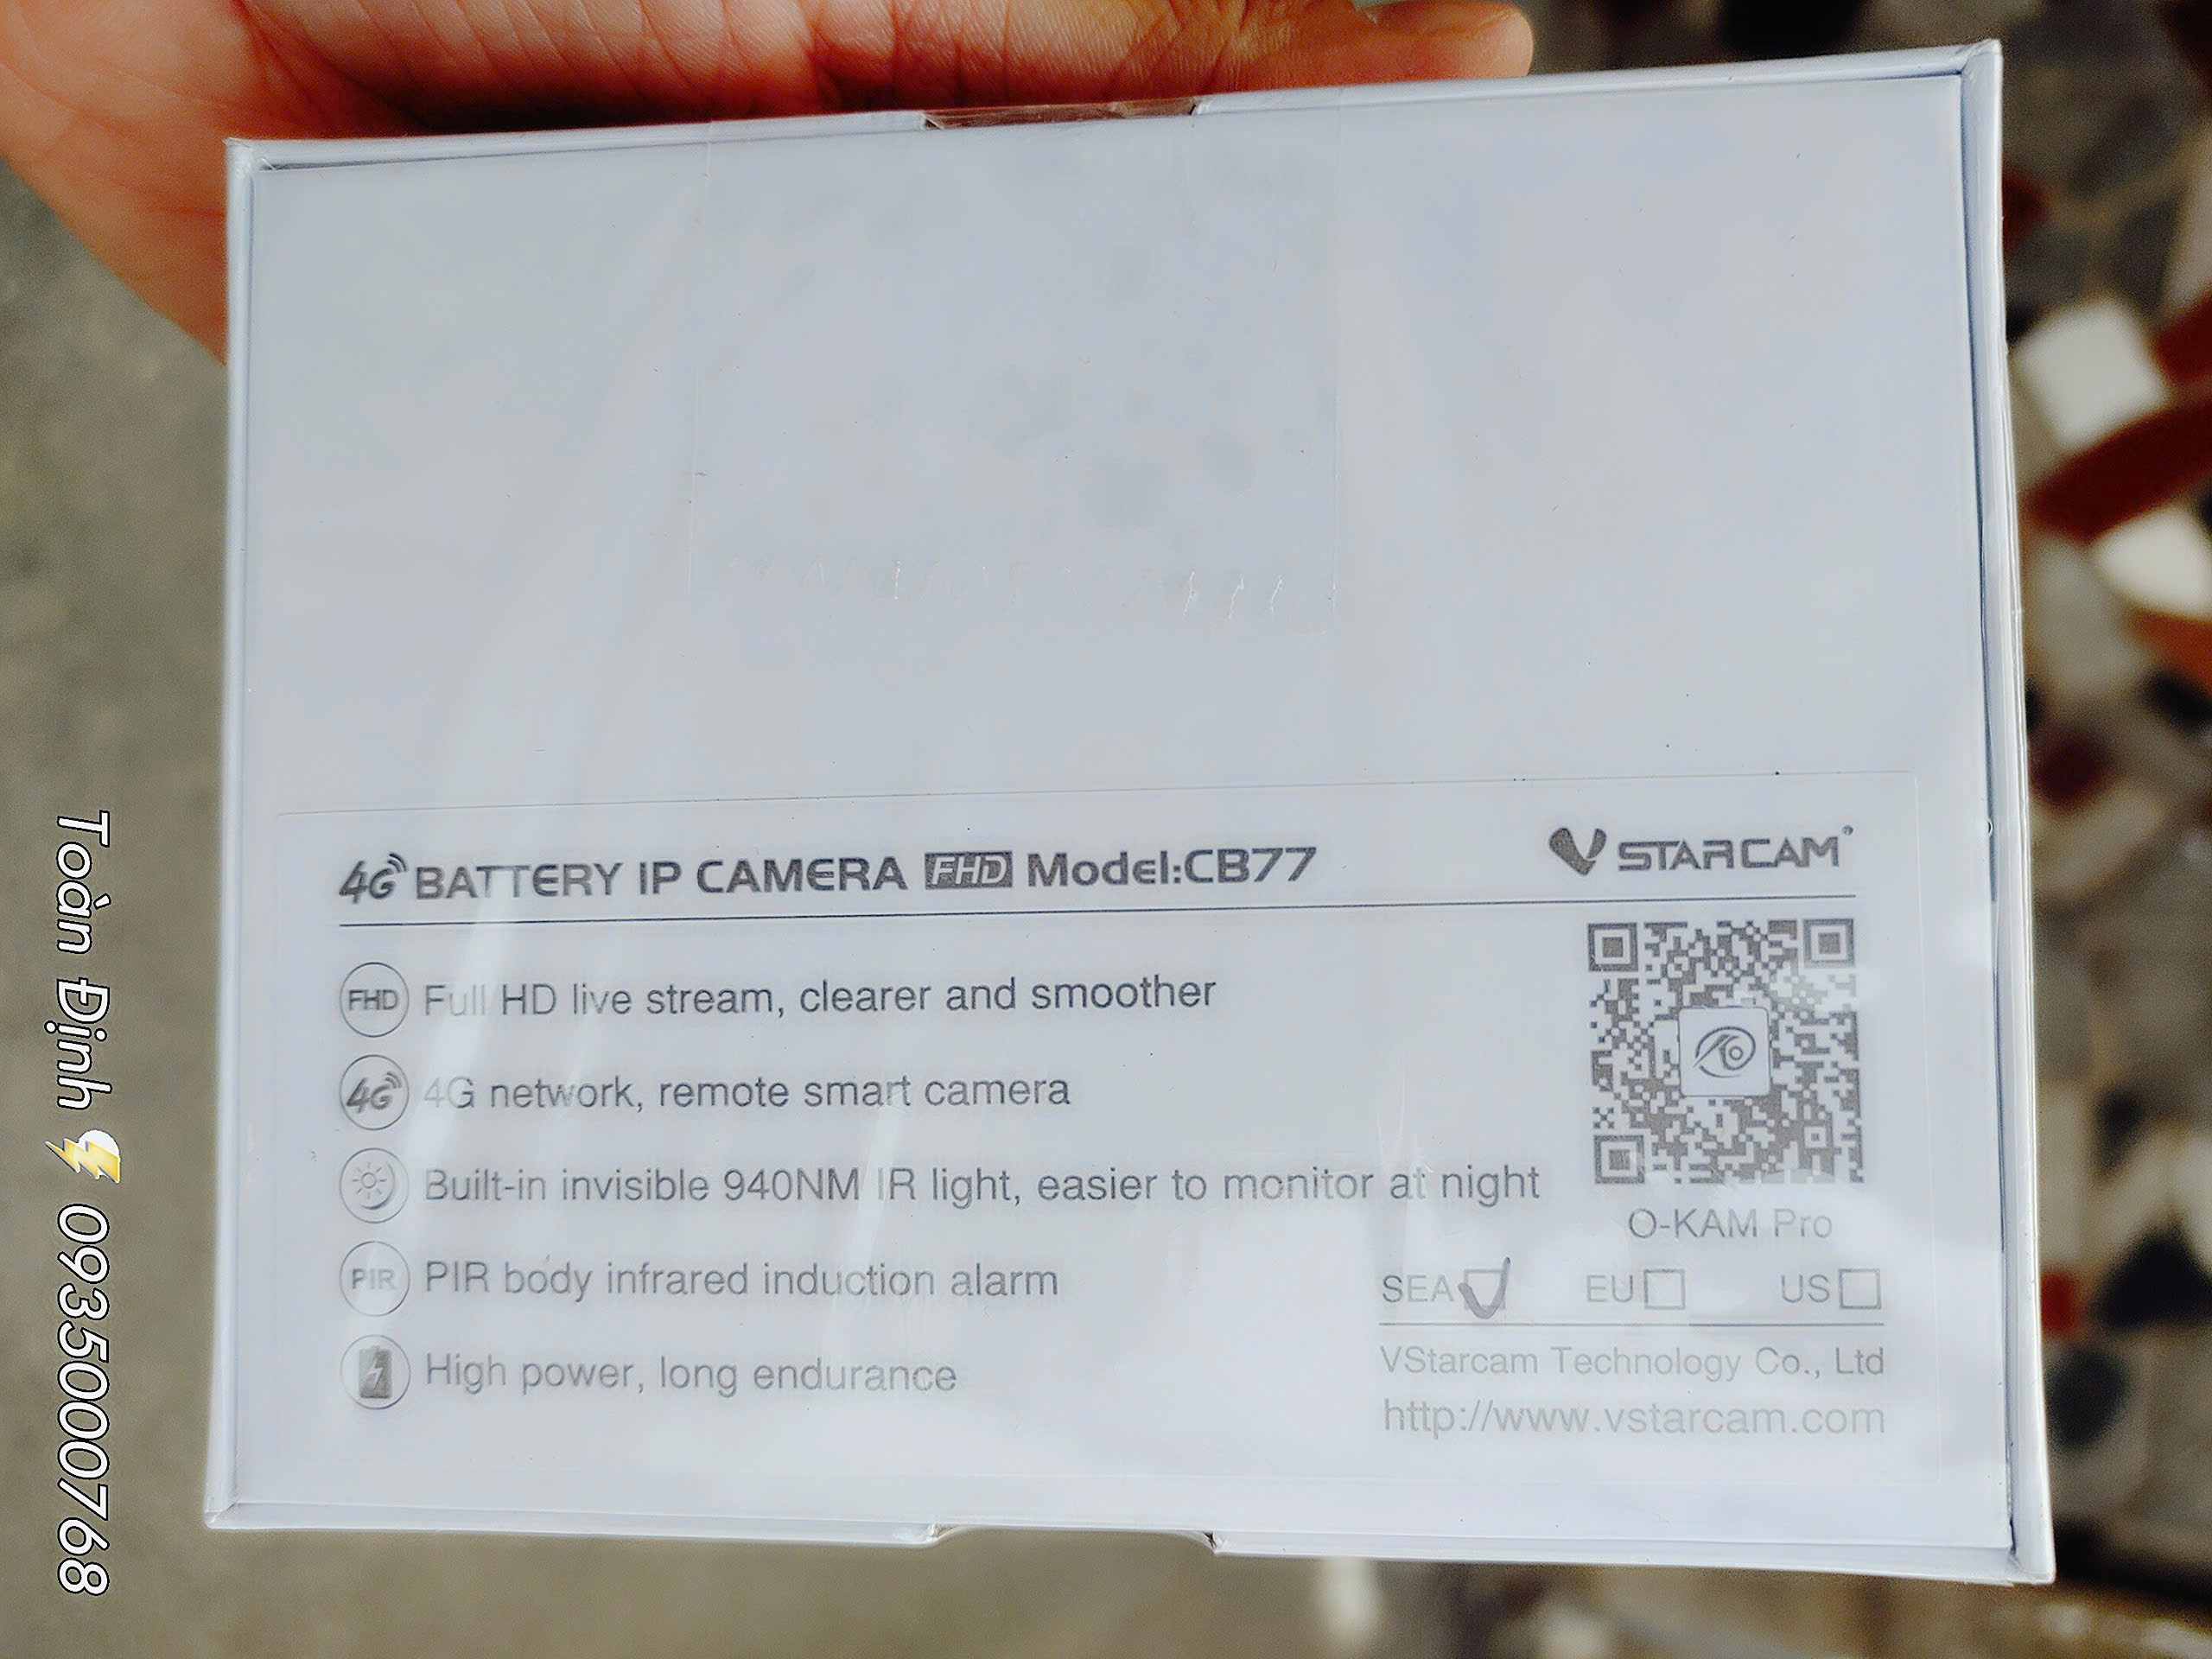 4G BATTERY IP CAMERA FHD Model:CB77
VSTARCAM®
FHD Full HD live stream, clearer and smoother
4G 4G network, remote smart camera
Built-in invisible 940NM IR light, easier to monitor at night
PIR PIR body infrared induction alarm
High power, long endurance
O-KAM Pro
SEA EU US
VStarcam Technology Co., Ltd
http://www.vstarcam.com
Toản Định ⚡ 0935000768